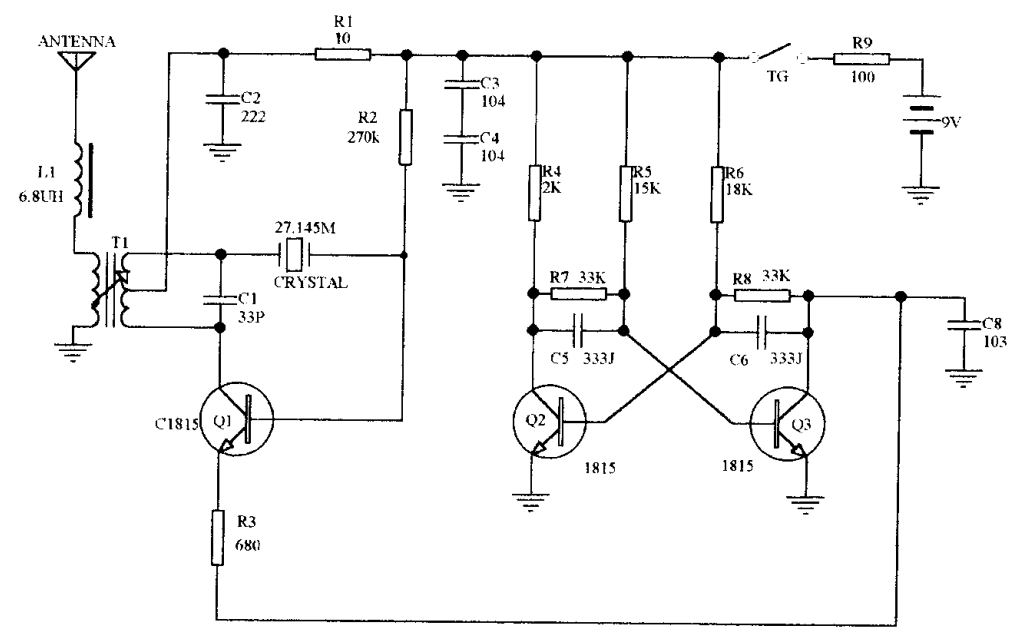 ANTENNA
R1
10
R9
100
TG
C2
222
C3
104
R2
270k
9V
C4
104
L1
6.8UH
R4
2K
R5
15K
R6
18K
T1
27.145M
CRYSTAL
R7 33K
R8 33K
C1
33P
C5 333J
C6 333J
C8
103
C1815
Q1
Q2
Q3
1815
1815
R3
680